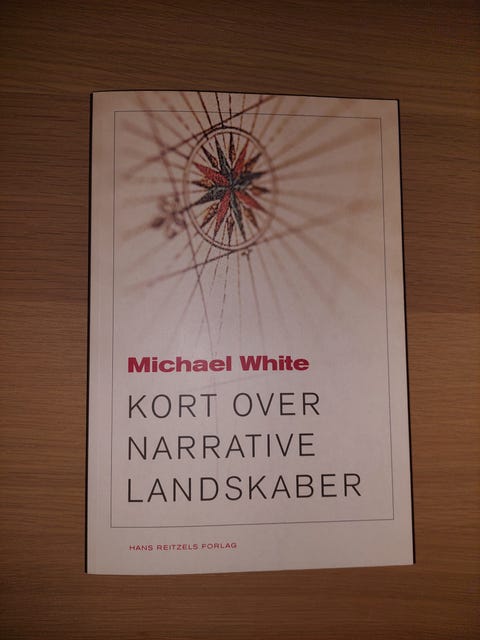 Michael White
KORT OVER
NARRATIVE
LANDSKABER
HANS REITZELS FORLAG